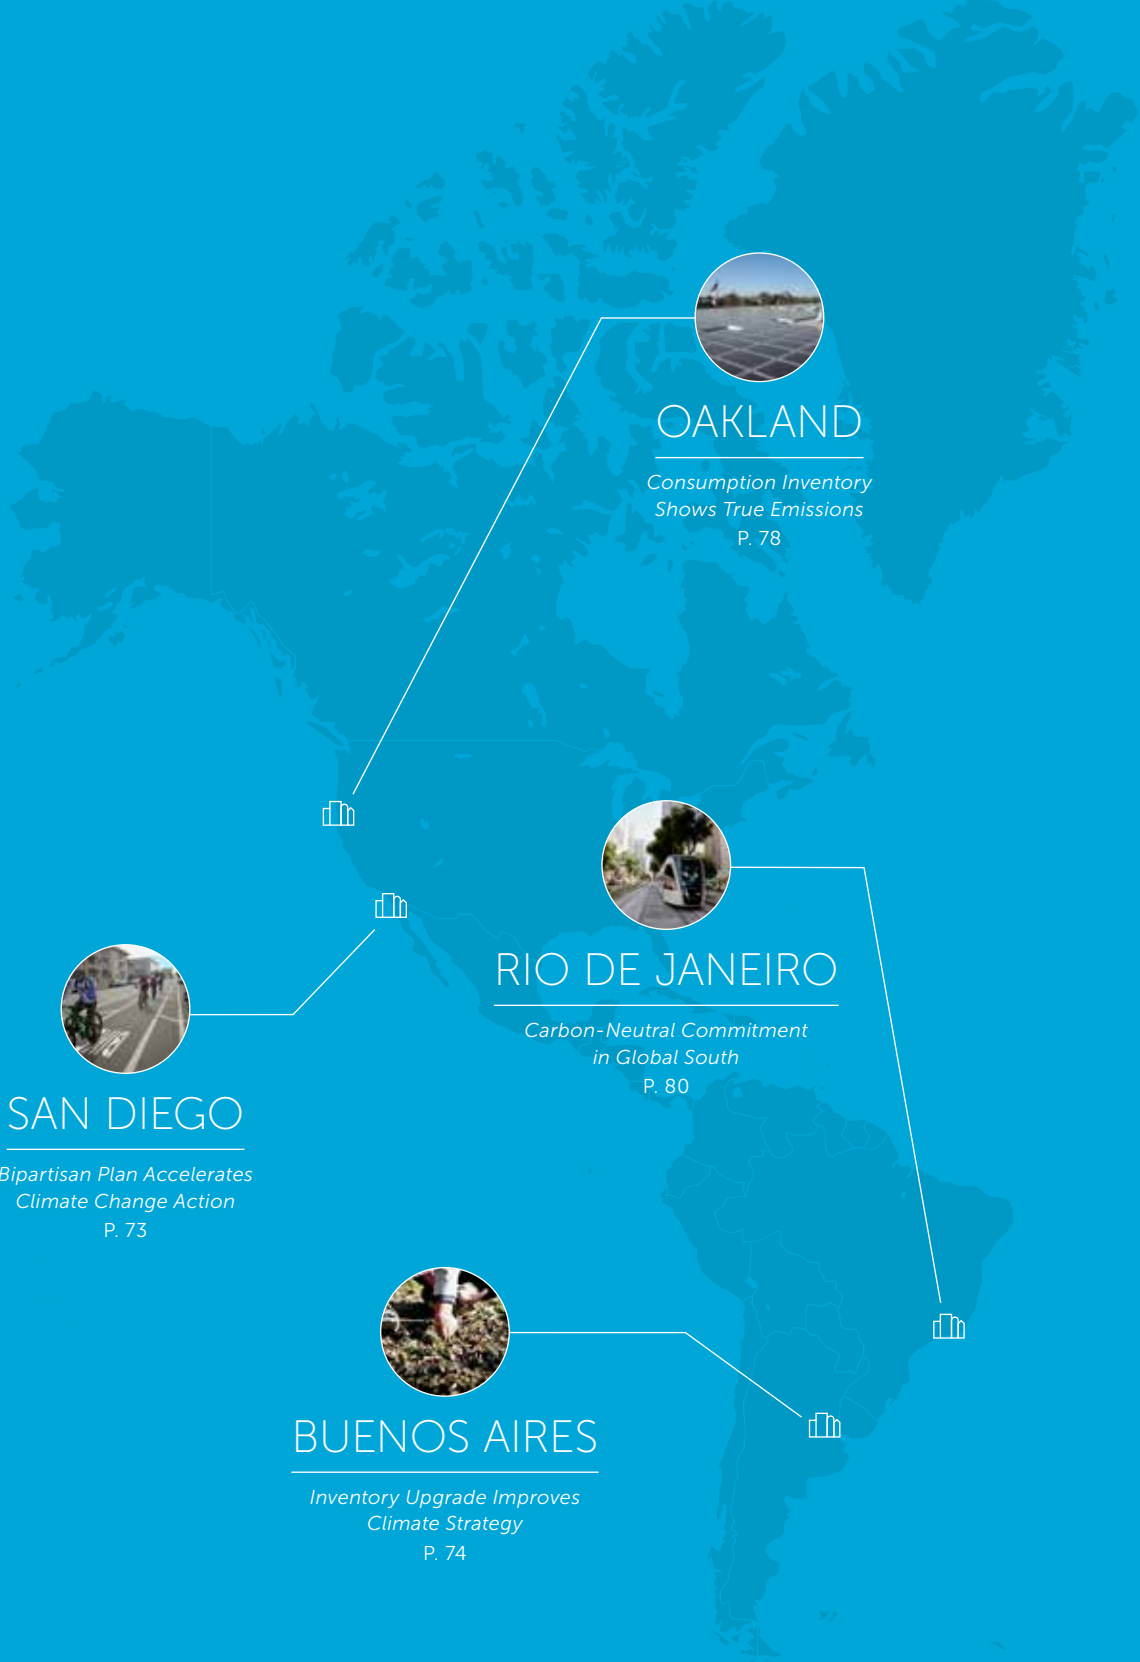 OAKLAND
Consumption Inventory
Shows True Emissions
P. 78
RIO DE JANEIRO
Carbon-Neutral Commitment
in Global South
P. 80
SAN DIEGO
Bipartisan Plan Accelerates
Climate Change Action
P. 73
BUENOS AIRES
Inventory Upgrade Improves
Climate Strategy
P. 74